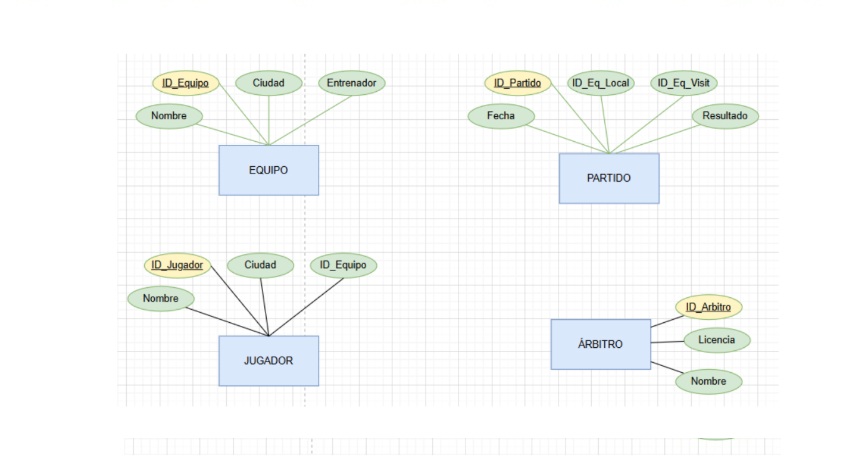 ID_Equipo
Ciudad
Entrenador
Nombre
EQUIPO
ID_Partido
ID_Eq_Local
ID_Eq_Visit
Fecha
Resultado
PARTIDO
ID_Jugador
Ciudad
ID_Equipo
Nombre
JUGADOR
ID_Arbitro
ÁRBITRO
Licencia
Nombre